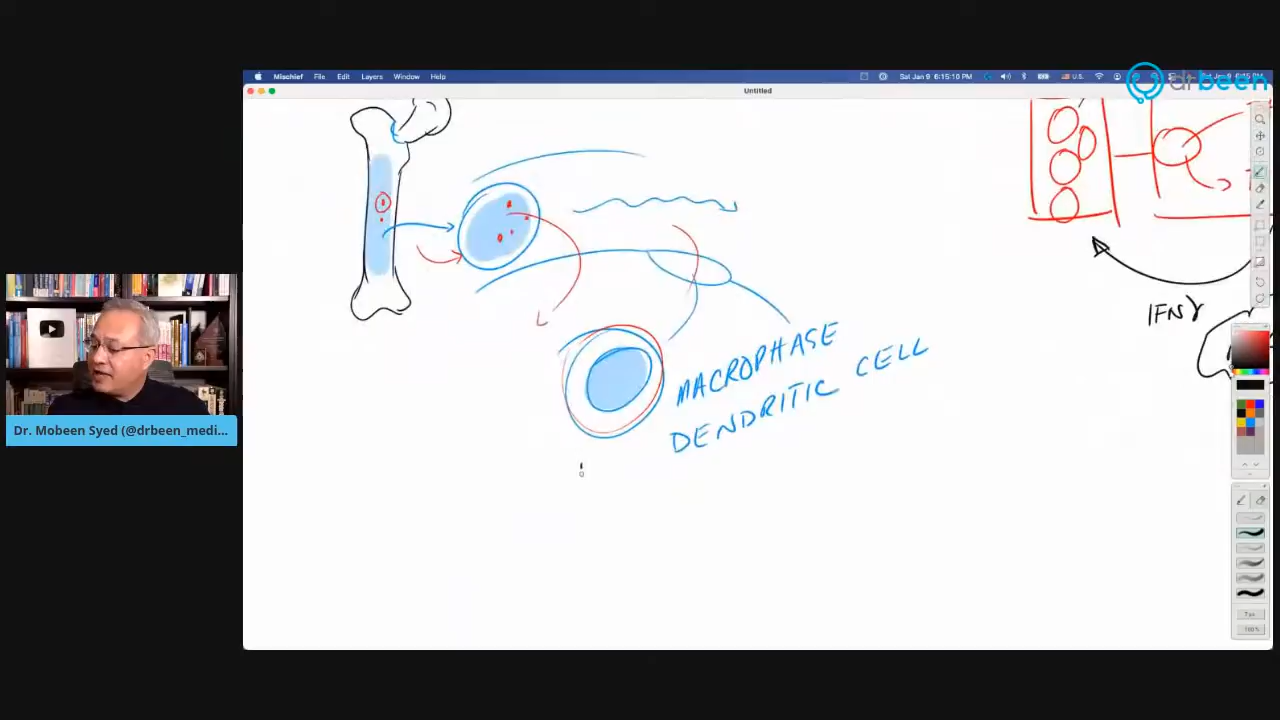 drbeen
Mischief File Edit Layers Window Help
Sat Jan 9 6:15:10 PM
U.S.
Untitled
IFNγ
MACROPHASE
DENDRITIC CELL
Dr. Mobeen Syed (@drbeen_medi...
100%